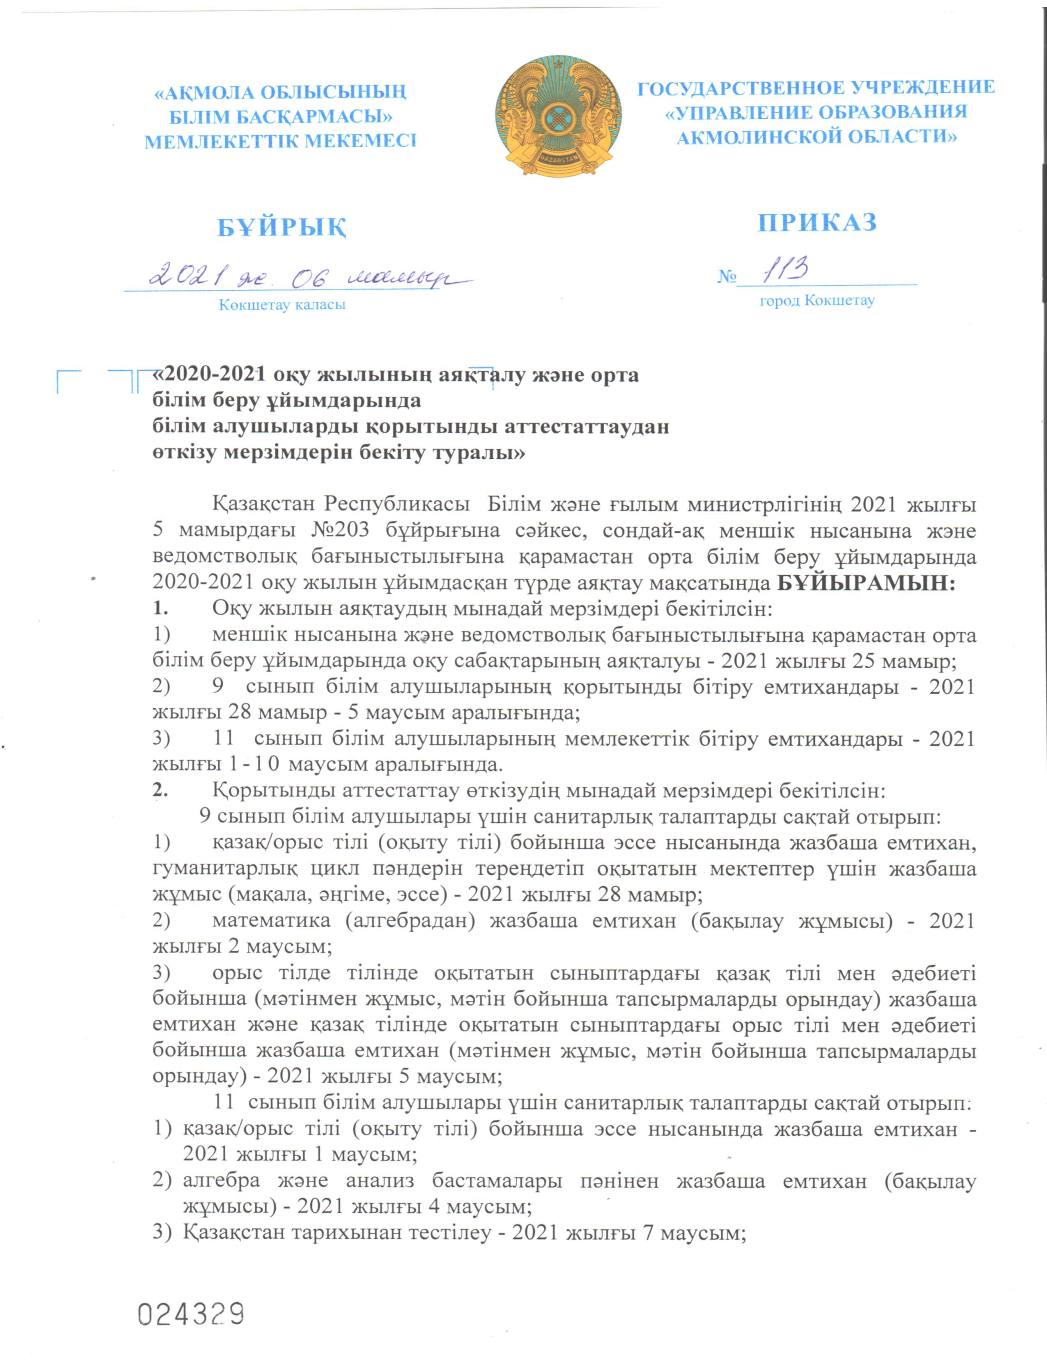 «АҚМОЛА ОБЛЫСЫНЫҢ
БІЛІМ БАСҚАРМАСЫ»
МЕМЛЕКЕТТІК МЕКЕМЕСІ
ГОСУДАРСТВЕННОЕ УЧРЕЖДЕНИЕ
«УПРАВЛЕНИЕ ОБРАЗОВАНИЯ
АКМОЛИНСКОЙ ОБЛАСТИ»
KAZAKSTAN
БҰЙРЫҚ
ПРИКАЗ
2021 ж. 06 мамыр
№ 113
Көкшетау қаласы
город Кокшетау
«2020-2021 оқу жылының аяқталу және орта
білім беру ұйымдарында
білім алушыларды қорытынды аттестаттаудан
өткізу мерзімдерін бекіту туралы»
Қазақстан Республикасы Білім және ғылым министрлігінің 2021 жылғы
5 мамырдағы №203 бұйрығына сәйкес, сондай-ақ меншік нысанына және
ведомстволық бағыныстылығына қарамастан орта білім беру ұйымдарында
2020-2021 оқу жылын ұйымдасқан түрде аяқтау мақсатында БҰЙЫРАМЫН:
1. Оқу жылын аяқтаудың мынадай мерзімдері бекітілсін:
1) меншік нысанына және ведомстволық бағыныстылығына қарамастан орта
білім беру ұйымдарында оқу сабақтарының аяқталуы - 2021 жылғы 25 мамыр;
2) 9 сынып білім алушыларының қорытынды бітіру емтихандары - 2021
жылғы 28 мамыр - 5 маусым аралығында;
3) 11 сынып білім алушыларының мемлекеттік бітіру емтихандары - 2021
жылғы 1-10 маусым аралығында.
2. Қорытынды аттестаттау өткізудің мынадай мерзімдері бекітілсін:
9 сынып білім алушылары үшін санитарлық талаптарды сақтай отырып:
1) қазақ/орыс тілі (оқыту тілі) бойынша эссе нысанында жазбаша емтихан,
гуманитарлық цикл пәндерін тереңдетіп оқытатын мектептер үшін жазбаша
жұмыс (мақала, әңгіме, эссе) - 2021 жылғы 28 мамыр;
2) математика (алгебрадан) жазбаша емтихан (бақылау жұмысы) - 2021
жылғы 2 маусым;
3) орыс тілде тілінде оқытатын сыныптардағы қазақ тілі мен әдебиеті
бойынша (мәтінмен жұмыс, мәтін бойынша тапсырмаларды орындау) жазбаша
емтихан және қазақ тілінде оқытатын сыныптардағы орыс тілі мен әдебиеті
бойынша жазбаша емтихан (мәтінмен жұмыс, мәтін бойынша тапсырмаларды
орындау) - 2021 жылғы 5 маусым;
11 сынып білім алушылары үшін санитарлық талаптарды сақтай отырып:
1) қазақ/орыс тілі (оқыту тілі) бойынша эссе нысанында жазбаша емтихан -
2021 жылғы 1 маусым;
2) алгебра және анализ бастамалары пәнінен жазбаша емтихан (бақылау
жұмысы) - 2021 жылғы 4 маусым;
3) Қазақстан тарихынан тестілеу - 2021 жылғы 7 маусым;
024329